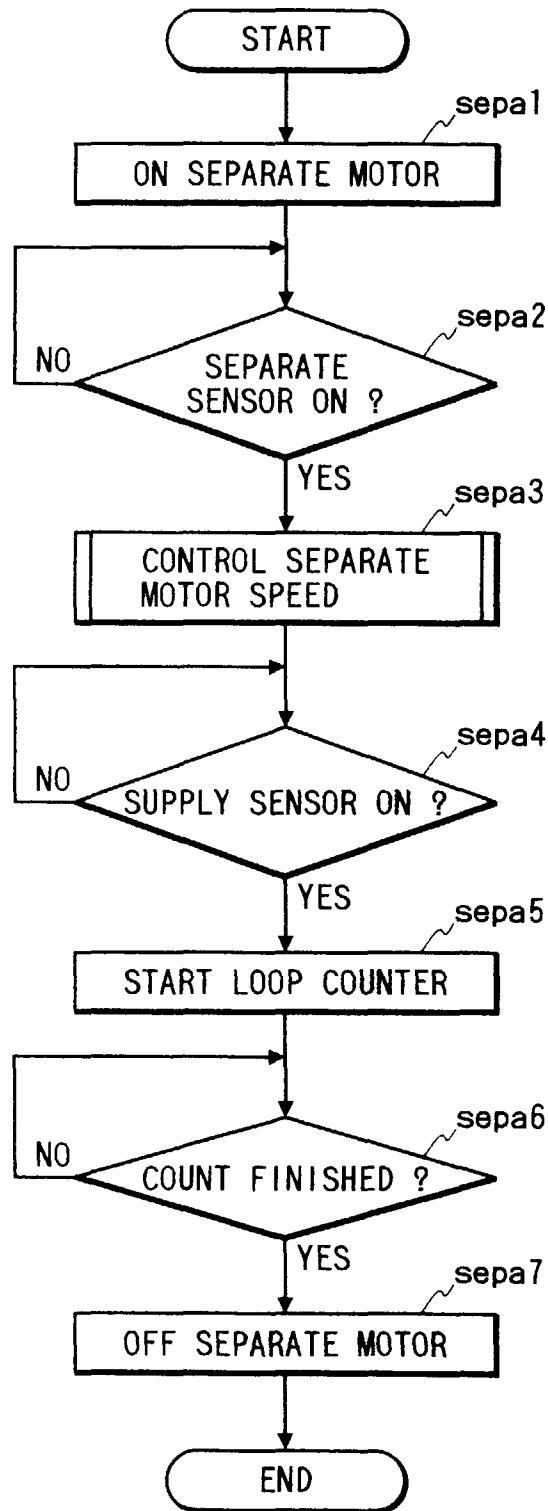 START
sepa1
ON SEPARATE MOTOR
sepa2
NO
SEPARATE
SENSOR ON ?
YES
sepa3
CONTROL SEPARATE
MOTOR SPEED
sepa4
NO
SUPPLY SENSOR ON ?
YES
sepa5
START LOOP COUNTER
sepa6
NO
COUNT FINISHED ?
YES
sepa7
OFF SEPARATE MOTOR
END